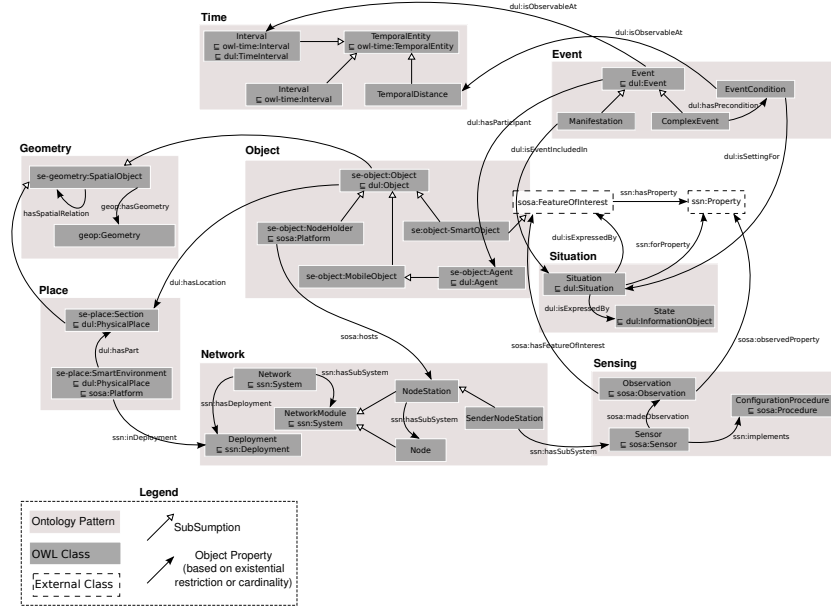 Time
Interval
⊑ owl-time:Interval
⊑ dul:TimeInterval
TemporalEntity
⊑ owl-time:TemporalEntity
Interval
⊑ owl-time:Interval
TemporalDistance
dul:isObservableAt
dul:isObservableAt
Event
Event
⊑ dul:Event
EventCondition
dul:hasPrecondition
Manifestation
ComplexEvent
dul:hasParticipant
dul:isEventIncludedIn
dul:isSettingFor
Geometry
se-geometry:SpatialObject
hasSpatialRelation
geop:hasGeometry
geop:Geometry
Object
se-object:Object
⊑ dul:Object
se-object:NodeHolder
⊑ sosa:Platform
se:object-SmartObject
se-object:MobileObject
se-object:Agent
⊑ dul:Agent
sosa:FeatureOfInterest
ssn:hasProperty
ssn:Property
dul:isExpressedBy
ssn:forProperty
Situation
Situation
⊑ dul:Situation
dul:isExpressedBy
State
⊑ dul:InformationObject
dul:hasLocation
Place
se-place:Section
⊑ dul:PhysicalPlace
dul:hasPart
se-place:SmartEnvironment
⊑ dul:PhysicalPlace
⊑ sosa:Platform
ssn:inDeployment
sosa:hosts
sosa:hasFeatureOfInterest
sosa:observedProperty
Network
Network
⊑ ssn:System
ssn:hasSubSystem
ssn:hasDeployment
NetworkModule
⊑ ssn:System
NodeStation
ssn:hasSubSystem
SenderNodeStation
Deployment
⊑ ssn:Deployment
Node
ssn:hasSubSystem
Sensing
Observation
⊑ sosa:Observation
sosa:madeObservation
ConfigurationProcedure
⊑ sosa:Procedure
Sensor
⊑ sosa:Sensor
ssn:implements
Legend
Ontology Pattern
OWL Class
External Class
SubSumption
Object Property
(based on existential
restriction or cardinality)